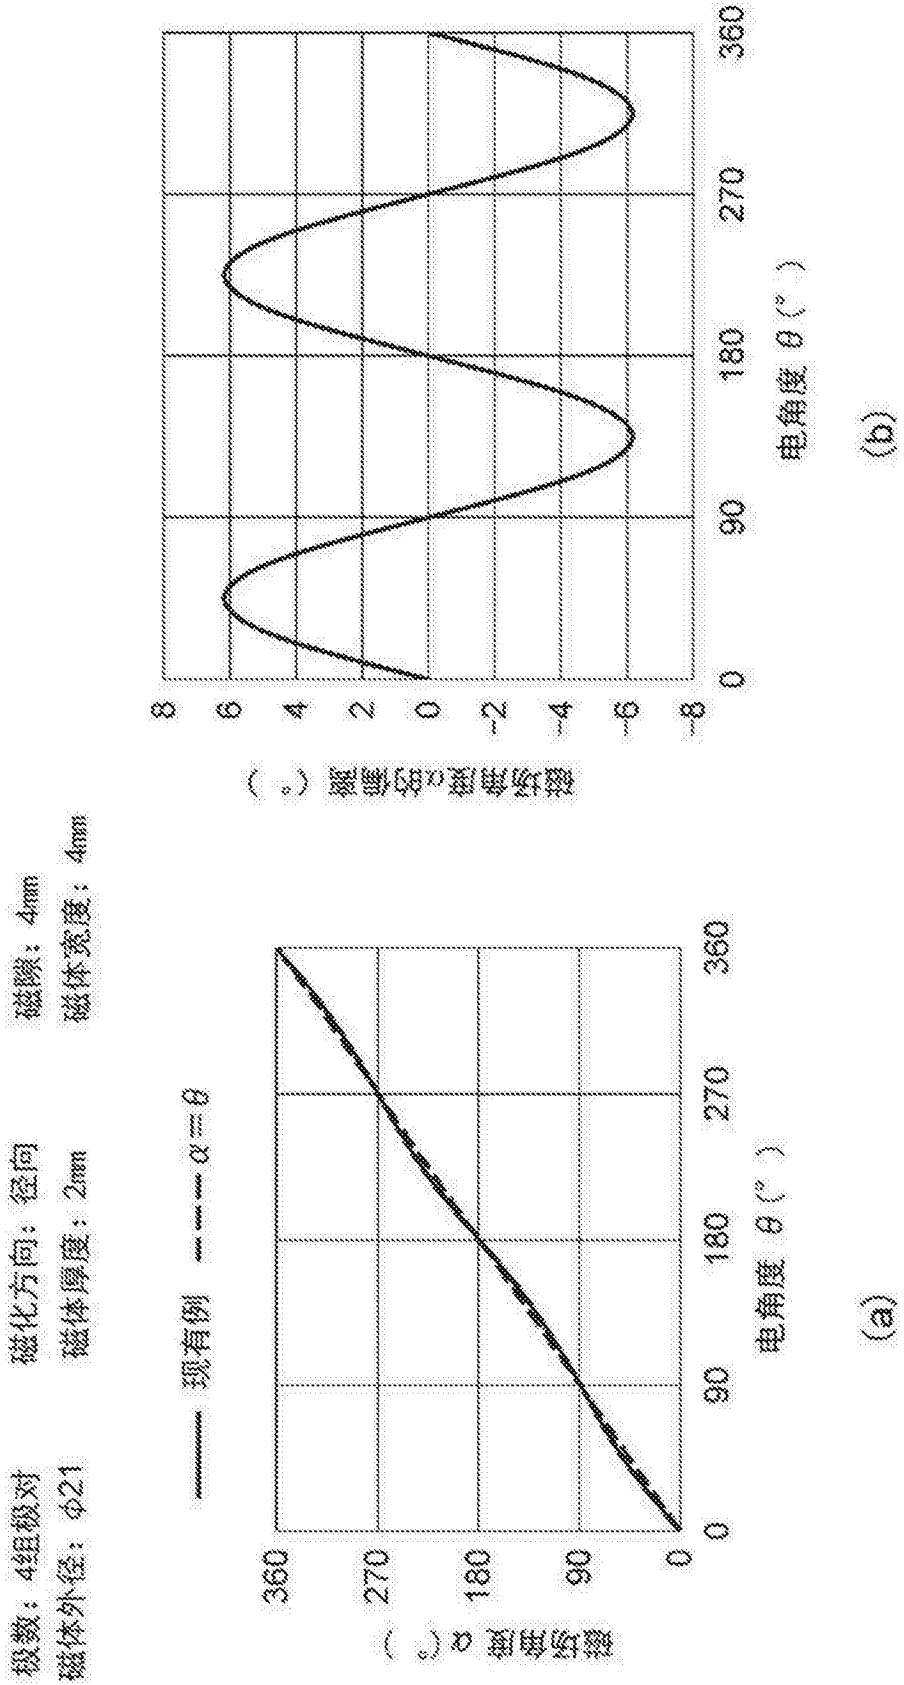 极数：4组极对 磁化方向：径向 磁隙：4mm
磁体外径：φ21 磁体厚度：2mm 磁体宽度：4mm
现有例 α=θ
磁场角度 α(°)
360
270
180
90
0
0 90 180 270 360
电角度 θ(°)
(a)
磁场角度α的偏离(°)
8
6
4
2
0
-2
-4
-6
-8
0 90 180 270 360
电角度 θ(°)
(b)